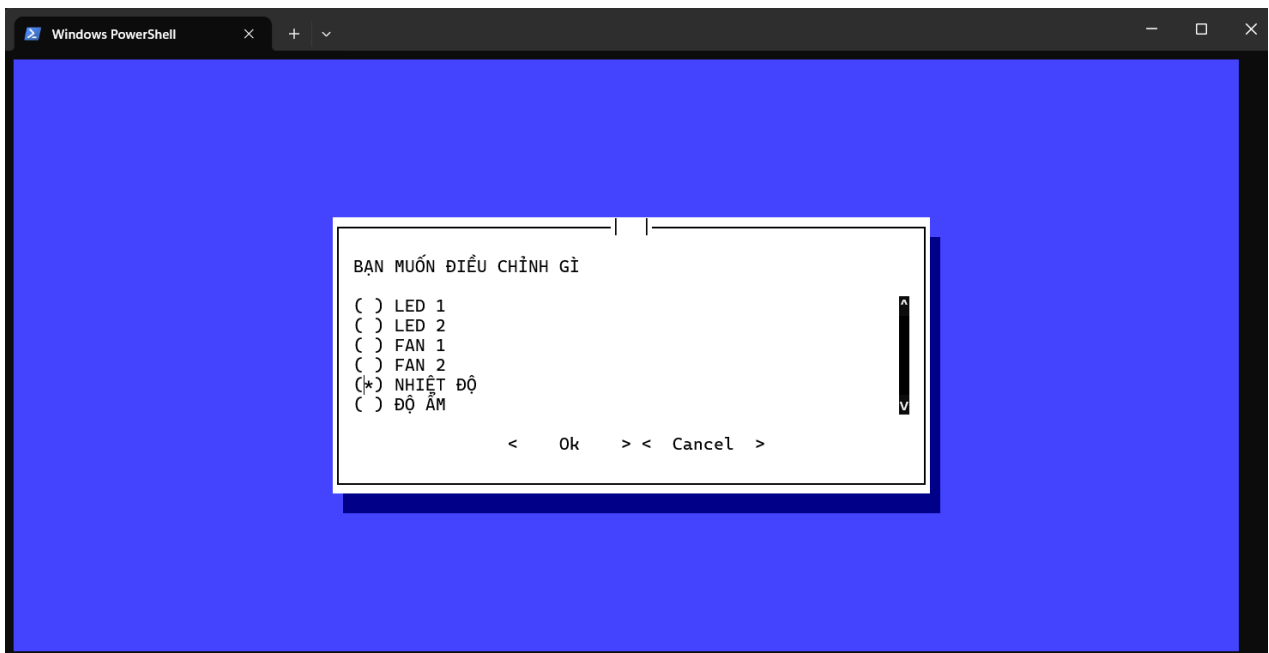 Windows PowerShell
BẠN MUỐN ĐIỀU CHỈNH GÌ
( ) LED 1
( ) LED 2
( ) FAN 1
( ) FAN 2
(*) NHIỆT ĐỘ
( ) ĐỘ ẨM
< Ok > < Cancel >